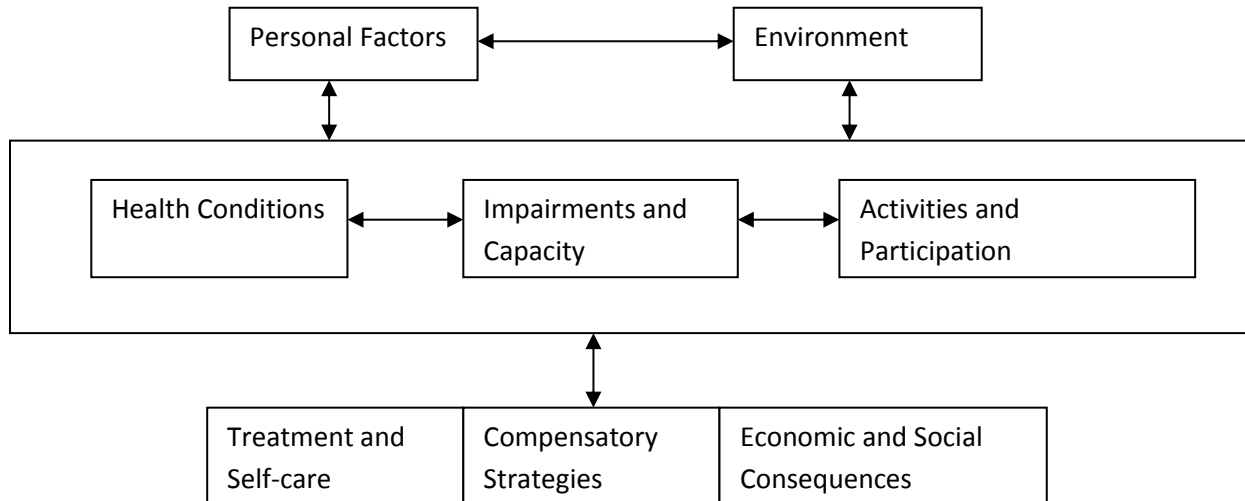 Personal Factors
Environment
Health Conditions
Impairments and
Capacity
Activities and
Participation
Treatment and
Self-care
Compensatory
Strategies
Economic and Social
Consequences